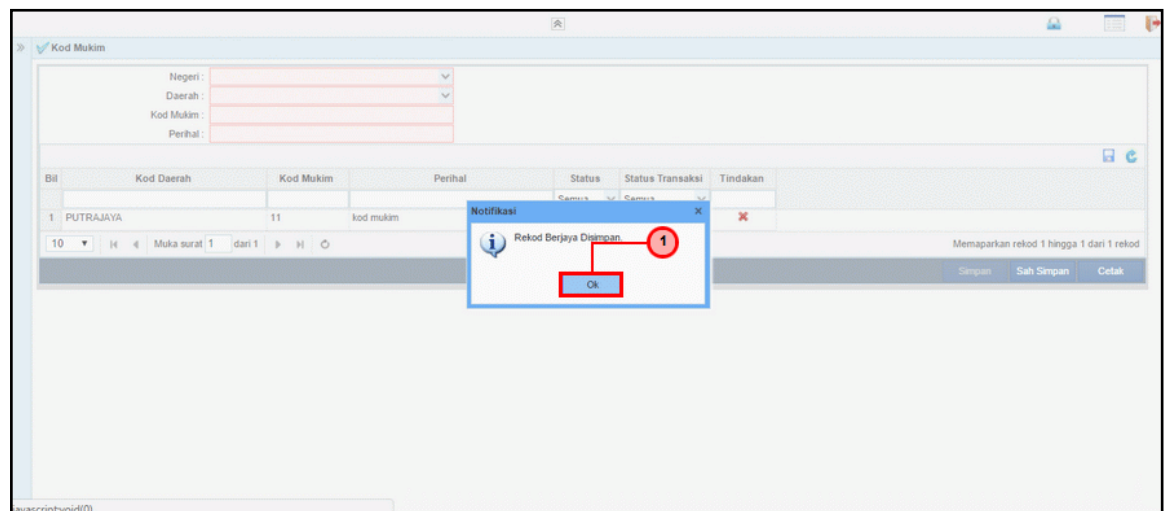 Kod Mukim
Negeri :
Daerah :
Kod Mukim :
Perihal :
Bil Kod Daerah Kod Mukim Perihal Status Status Transaksi Tindakan
Semua Semua
1 PUTRAJAYA 11 kod mukim
Notifikasi
Rekod Berjaya Disimpan.
1
Ok
10 Muka surat 1 dari 1
Memaparkan rekod 1 hingga 1 dari 1 rekod
Simpan Sah Simpan Cetak
javascript:void(0)